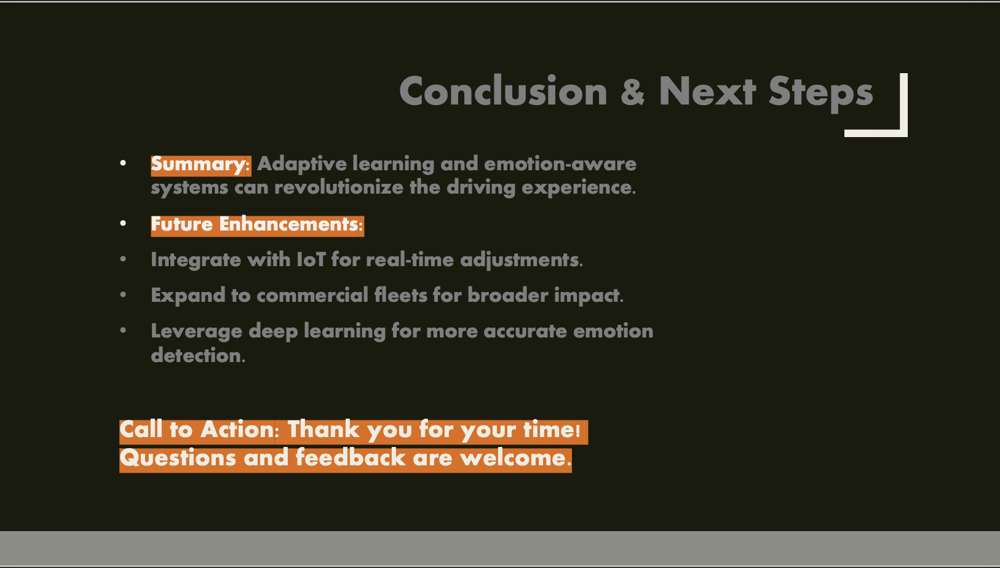 Conclusion & Next Steps
• Summary: Adaptive learning and emotion-aware
systems can revolutionize the driving experience.
• Future Enhancements:
• Integrate with IoT for real-time adjustments.
• Expand to commercial fleets for broader impact.
• Leverage deep learning for more accurate emotion
detection.
Call to Action: Thank you for your time!
Questions and feedback are welcome.